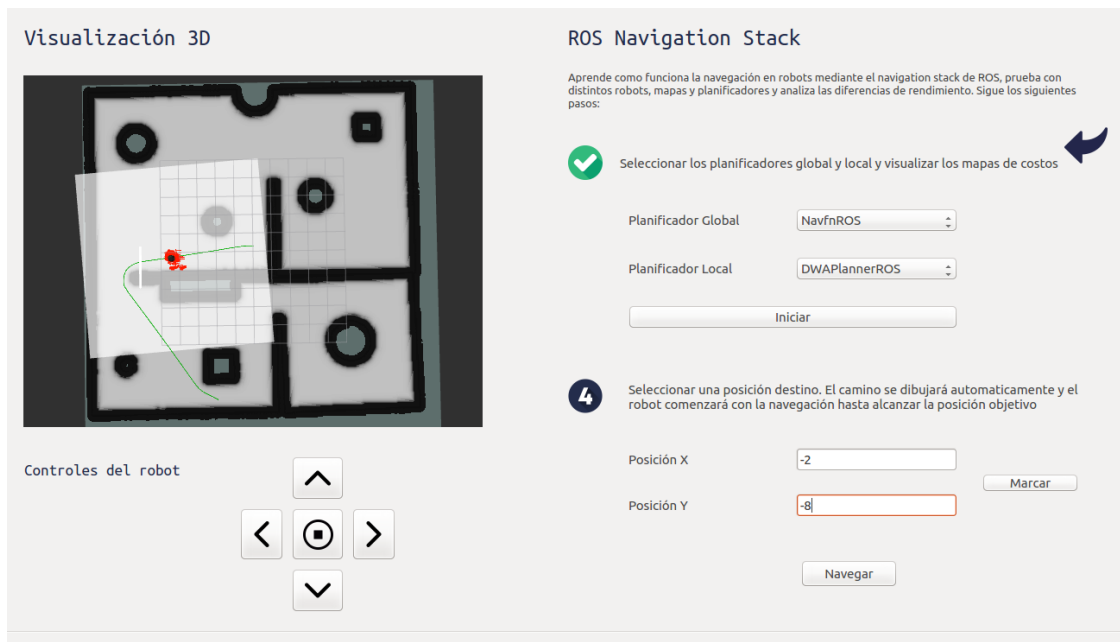 Visualización 3D
ROS Navigation Stack
Aprende como funciona la navegación en robots mediante el navigation stack de ROS, prueba con
distintos robots, mapas y planificadores y analiza las diferencias de rendimiento. Sigue los siguientes
pasos:
Seleccionar los planificadores global y local y visualizar los mapas de costos
Planificador Global
NavfnROS
Planificador Local
DWAPlannerROS
Iniciar
4
Seleccionar una posición destino. El camino se dibujará automaticamente y el
robot comenzará con la navegación hasta alcanzar la posición objetivo
Controles del robot
Posición X
-2
Marcar
Posición Y
-8
Navegar